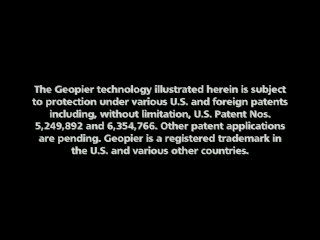 The Geopier technology illustrated herein is subject
to protection under various U.S. and foreign patents
including, without limitation, U.S. Patent Nos.
5,249,892 and 6,354,766. Other patent applications
are pending. Geopier is a registered trademark in
the U.S. and various other countries.